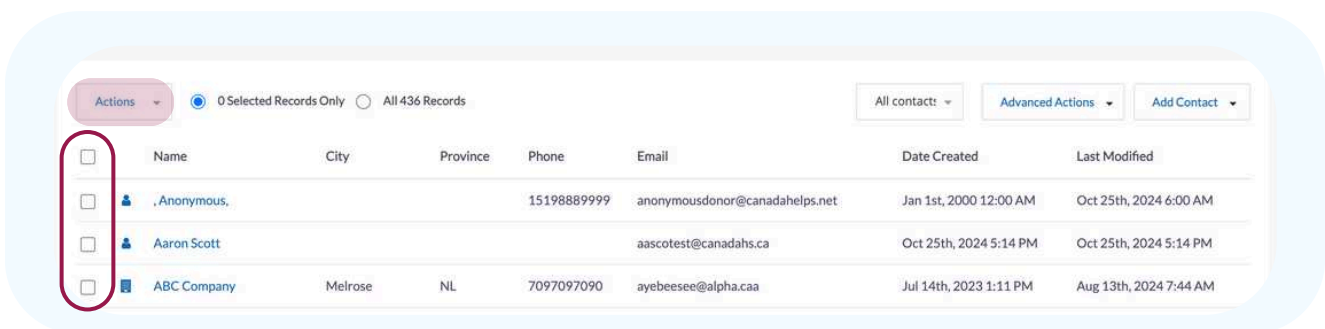 Actions 0 Selected Records Only All 436 Records All contact: Advanced Actions Add Contact
Name City Province Phone Email Date Created Last Modified
, Anonymous, 15198889999 anonymousdonor@canadahelps.net Jan 1st, 2000 12:00 AM Oct 25th, 2024 6:00 AM
Aaron Scott aascotest@canadahs.ca Oct 25th, 2024 5:14 PM Oct 25th, 2024 5:14 PM
ABC Company Melrose NL 7097097090 ayebeesee@alpha.caa Jul 14th, 2023 1:11 PM Aug 13th, 2024 7:44 AM